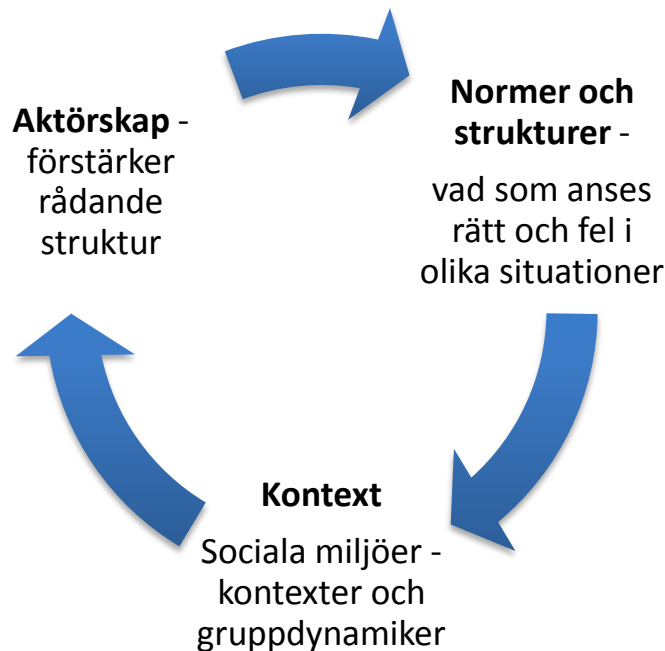 Aktörskap -
förstärker
rådande
struktur
Normer och
strukturer -
vad som anses
rätt och fel i
olika situationer
Kontext
Sociala miljöer -
kontexter och
gruppdynamiker